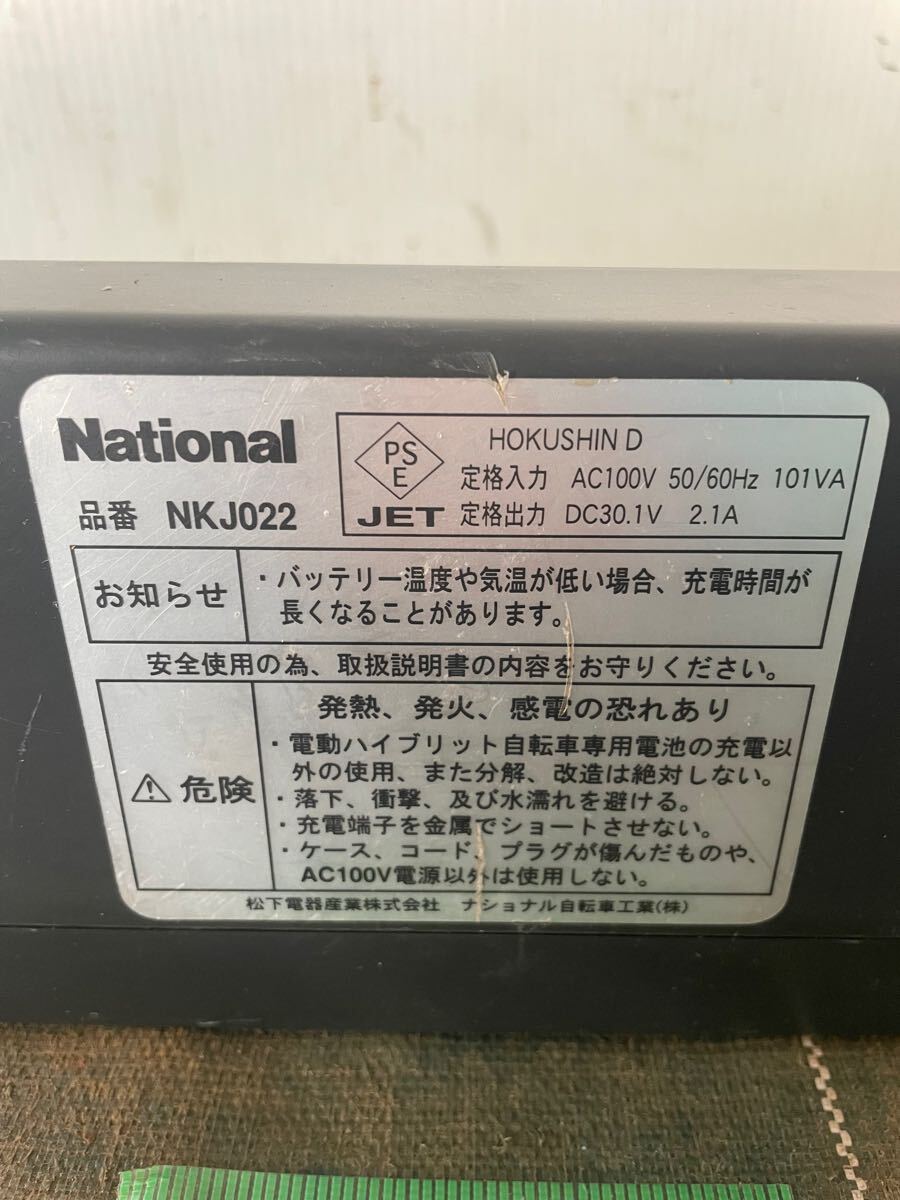 National
品番 NKJ022
PS
E
JET
HOKUSHIN D
定格入力 AC100V 50/60Hz 101VA
定格出力 DC30.1V 2.1A
お知らせ
・バッテリー温度や気温が低い場合、充電時間が
長くなることがあります。
安全使用の為、取扱説明書の内容をお守りください。
⚠危険
発熱、発火、感電の恐れあり
・電動ハイブリット自転車専用電池の充電以
外の使用、また分解、改造は絶対しない。
・落下、衝撃、及び水濡れを避ける。
・充電端子を金属でショートさせない。
・ケース、コード、プラグが傷んだものや、
AC100V電源以外は使用しない。
松下電器産業株式会社 ナショナル自転車工業(株)